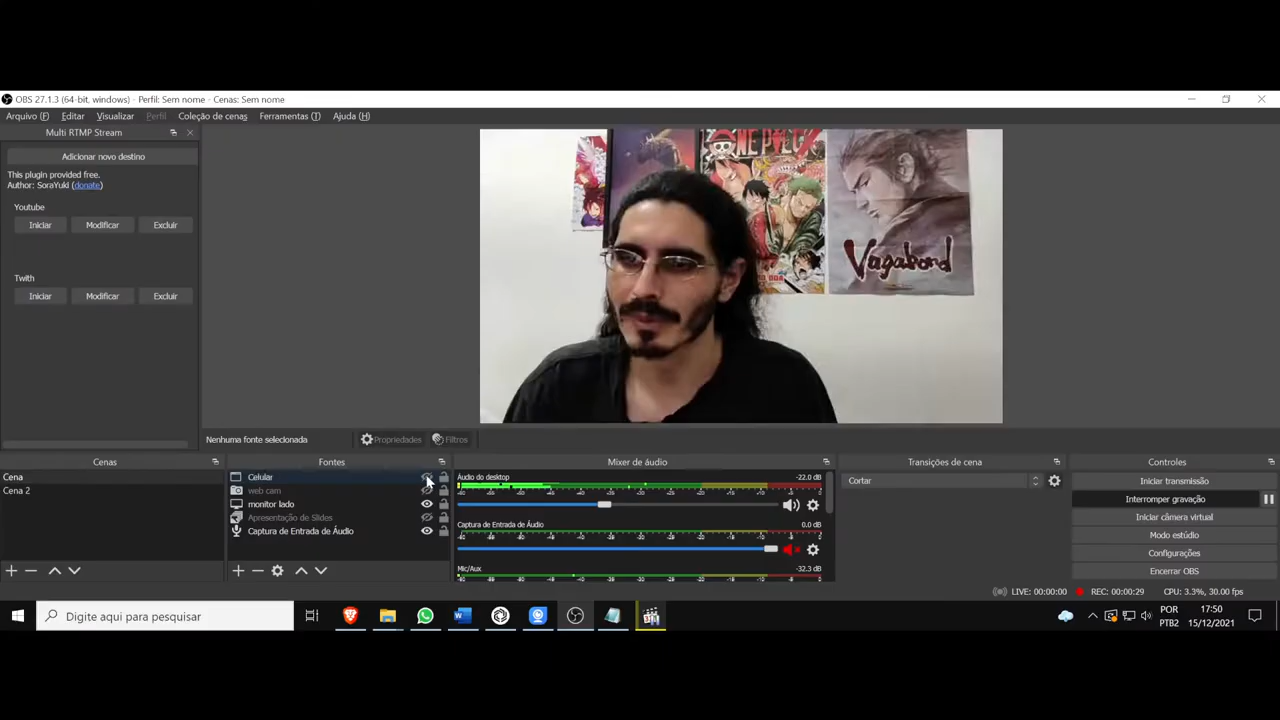 OBS 27.1.3 (64-bit, windows) - Perfil: Sem nome - Cenas: Sem nome
Arquivo (F) Editar Visualizar Perfil Coleção de cenas Ferramentas (T) Ajuda (H)
Multi RTMP Stream
Adicionar novo destino
This plugin provided free.
Author: SoraYuki (donate)
Youtube
Iniciar Modificar Excluir
Twith
Iniciar Modificar Excluir
ONE PIECE
Vagabond
Nenhuma fonte selecionada Propriedades Filtros
Cenas
Cena
Cena 2
Fontes
Celular
web cam
monitor lado
Apresentação de Slides
Captura de Entrada de Áudio
Mixer de áudio
Áudio do desktop -22.0 dB
Captura de Entrada de Áudio 0.0 dB
Mic/Aux -32.3 dB
Transições de cena
Cortar
Controles
Iniciar transmissão
Interromper gravação
Iniciar câmera virtual
Modo estúdio
Configurações
Encerrar OBS
LIVE: 00:00:00 REC: 00:00:29 CPU: 3.3%, 30.00 fps
Digite aqui para pesquisar
POR
PTB2
17:50
15/12/2021